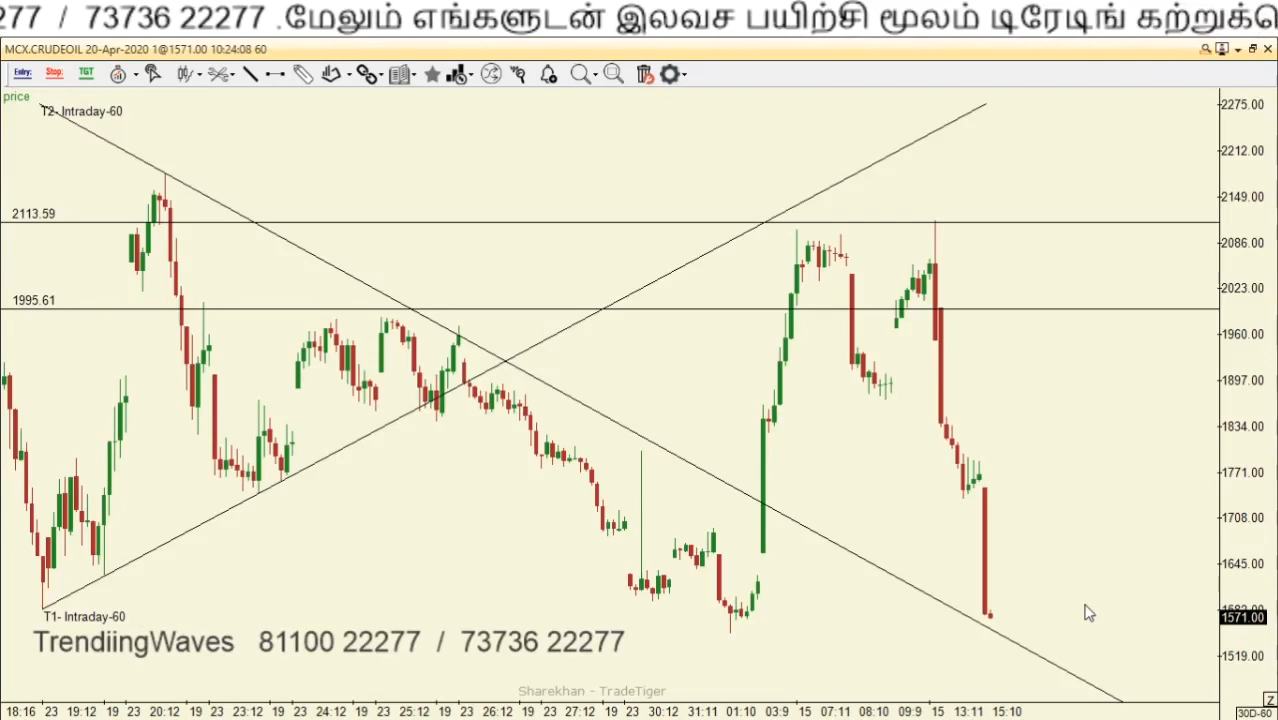 277 / 73736 22277 .மேலும் எங்களுடன் இலவச பயிற்சி மூலம் டிரேடிங் கற்றுக்
MCX.CRUDEOIL 20-Apr-2020 1@1571.00 10:24:08 60
Entry: Stop: TGT
price
T2- Intraday-60
2275.00
2212.00
2149.00
2113.59
2086.00
2023.00
1995.61
1960.00
1897.00
1834.00
1771.00
1708.00
1645.00
1582.00
1571.00
T1- Intraday-60
TrendiingWaves 81100 22277 / 73736 22277
1519.00
Sharekhan - TradeTiger
18:16 23 19:12 19 23 20:12 19 23 23:12 19 23 24:12 19 23 25:12 19 23 26:12 19 23 27:12 19 23 30:12 31:11 01:10 03:9 15 07:11 08:10 09:9 15 13:11 15:10
Z
30D-60